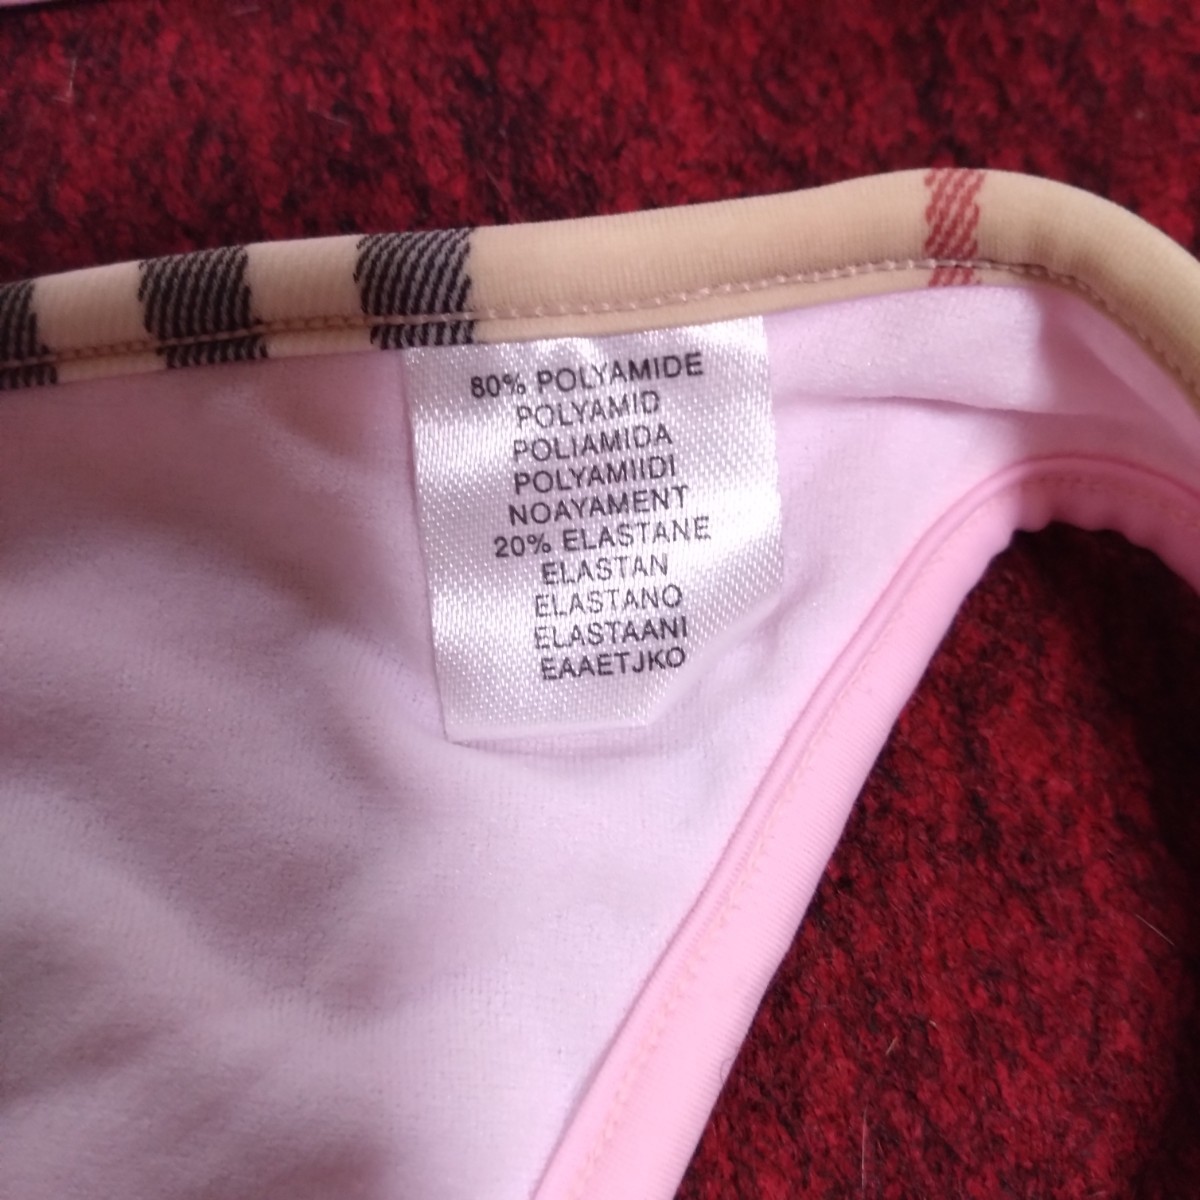 80% POLYAMIDE
POLYAMID
POLIAMIDA
POLYAMIIDI
NOAYAMENT
20% ELASTANE
ELASTAN
ELASTANO
ELASTAANI
EAAETJKO